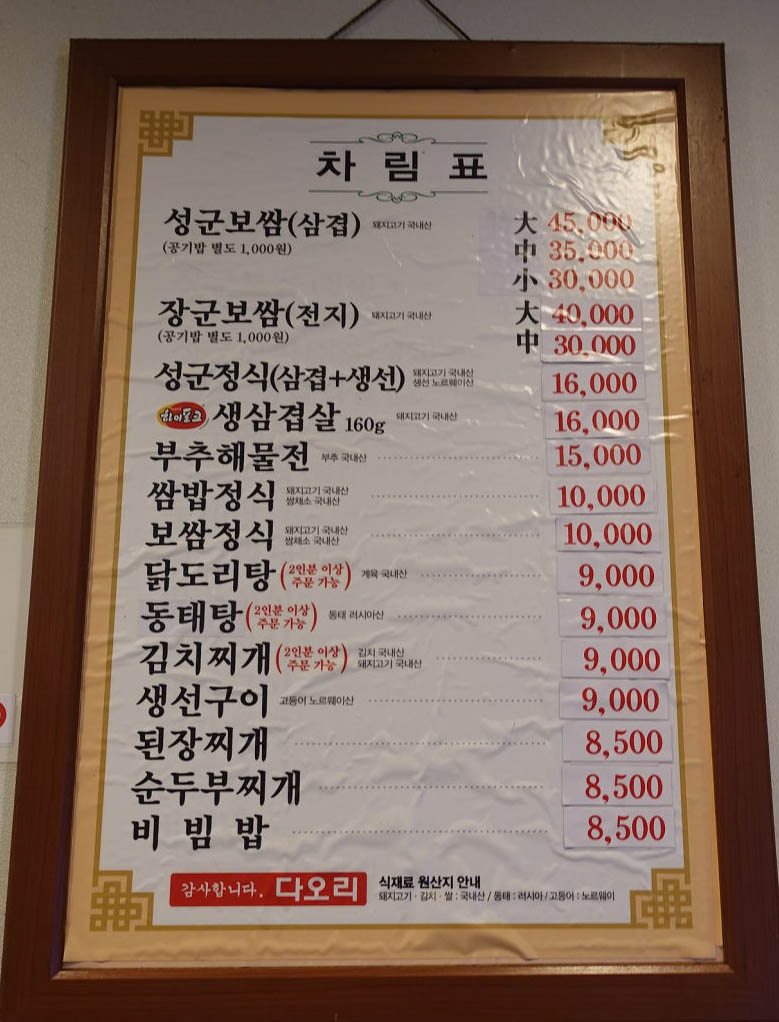 차림표
성군보쌈(삼겹) 돼지고기 국내산 大 45,000
(공기밥 별도 1,000원) 中 35,000
小 30,000
장군보쌈(전지) 돼지고기 국내산 大 40,000
(공기밥 별도 1,000원) 中 30,000
성군정식(삼겹+생선) 돼지고기 국내산 생선 노르웨이산 16,000
하이포크 생삼겹살 160g 돼지고기 국내산 16,000
부추해물전 부추 국내산 15,000
쌈밥정식 돼지고기 국내산 쌈채소 국내산 10,000
보쌈정식 돼지고기 국내산 쌈채소 국내산 10,000
닭도리탕(2인분 이상 주문 가능) 계육 국내산 9,000
동태탕(2인분 이상 주문 가능) 동태 러시아산 9,000
김치찌개(2인분 이상 주문 가능) 김치 국내산 돼지고기 국내산 9,000
생선구이 고등어 노르웨이산 9,000
된장찌개 8,500
순두부찌개 8,500
비빔밥 8,500
감사합니다. 다오리 식재료 원산지 안내
돼지고기 · 김치 · 쌀 : 국내산 / 동태 : 러시아 / 고등어 : 노르웨이